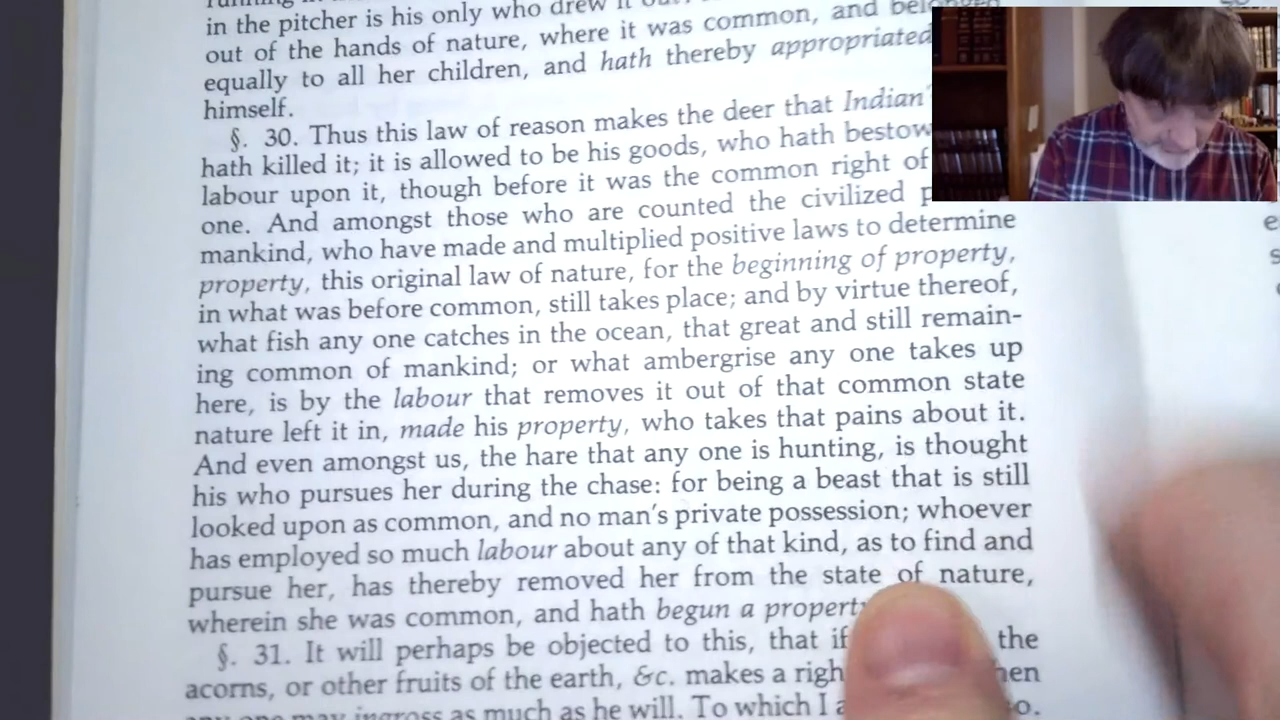 in the pitcher is his only who drew it out.
out of the hands of nature, where it was common, and belonged
equally to all her children, and hath thereby appropriated
himself.
§. 30. Thus this law of reason makes the deer that Indian'
hath killed it; it is allowed to be his goods, who hath bestow
labour upon it, though before it was the common right of
one. And amongst those who are counted the civilized p
mankind, who have made and multiplied positive laws to determine
property, this original law of nature, for the beginning of property,
in what was before common, still takes place; and by virtue thereof,
what fish any one catches in the ocean, that great and still remain-
ing common of mankind; or what ambergrise any one takes up
here, is by the labour that removes it out of that common state
nature left it in, made his property, who takes that pains about it.
And even amongst us, the hare that any one is hunting, is thought
his who pursues her during the chase: for being a beast that is still
looked upon as common, and no man's private possession; whoever
has employed so much labour about any of that kind, as to find and
pursue her, has thereby removed her from the state of nature,
wherein she was common, and hath begun a property
§. 31. It will perhaps be objected to this, that if the
acorns, or other fruits of the earth, &c. makes a righ hen
any one may ingross as much as he will. To which I a so.